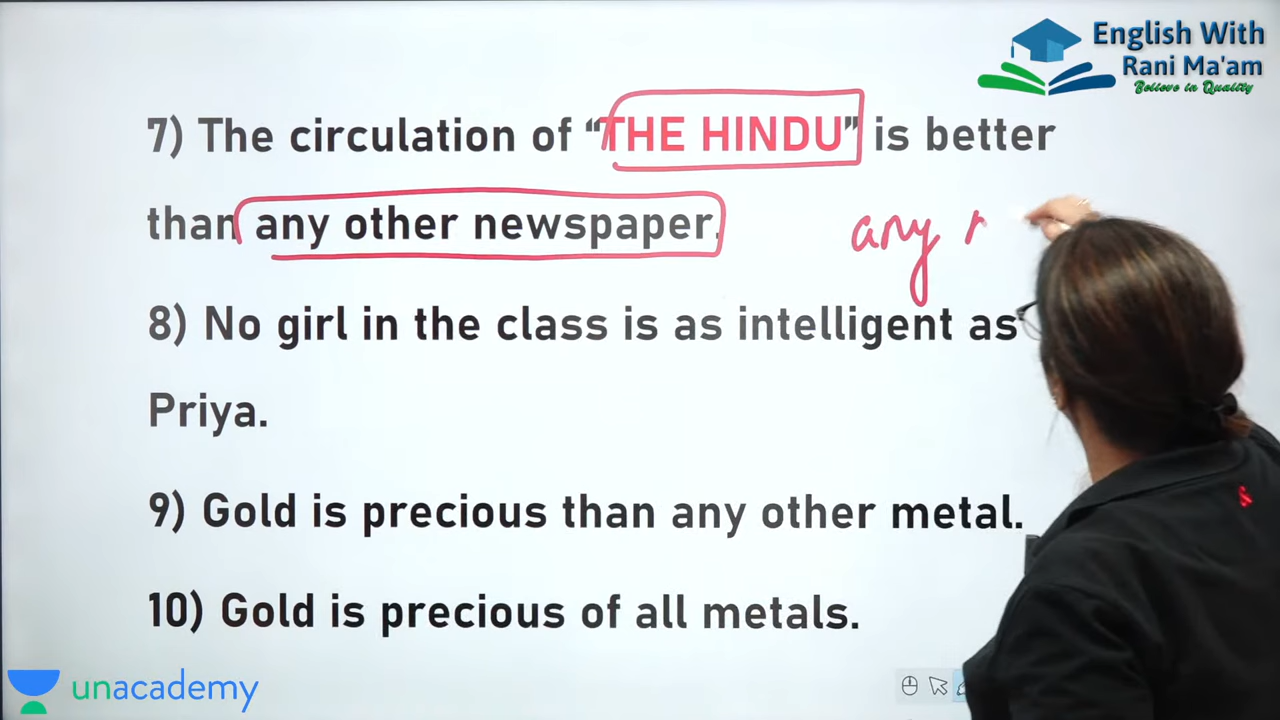 English With
Rani Ma'am
Believe in Quality
7) The circulation of “THE HINDU” is better
than any other newspaper.
any
8) No girl in the class is as intelligent as
Priya.
9) Gold is precious than any other metal.
10) Gold is precious of all metals.
unacademy